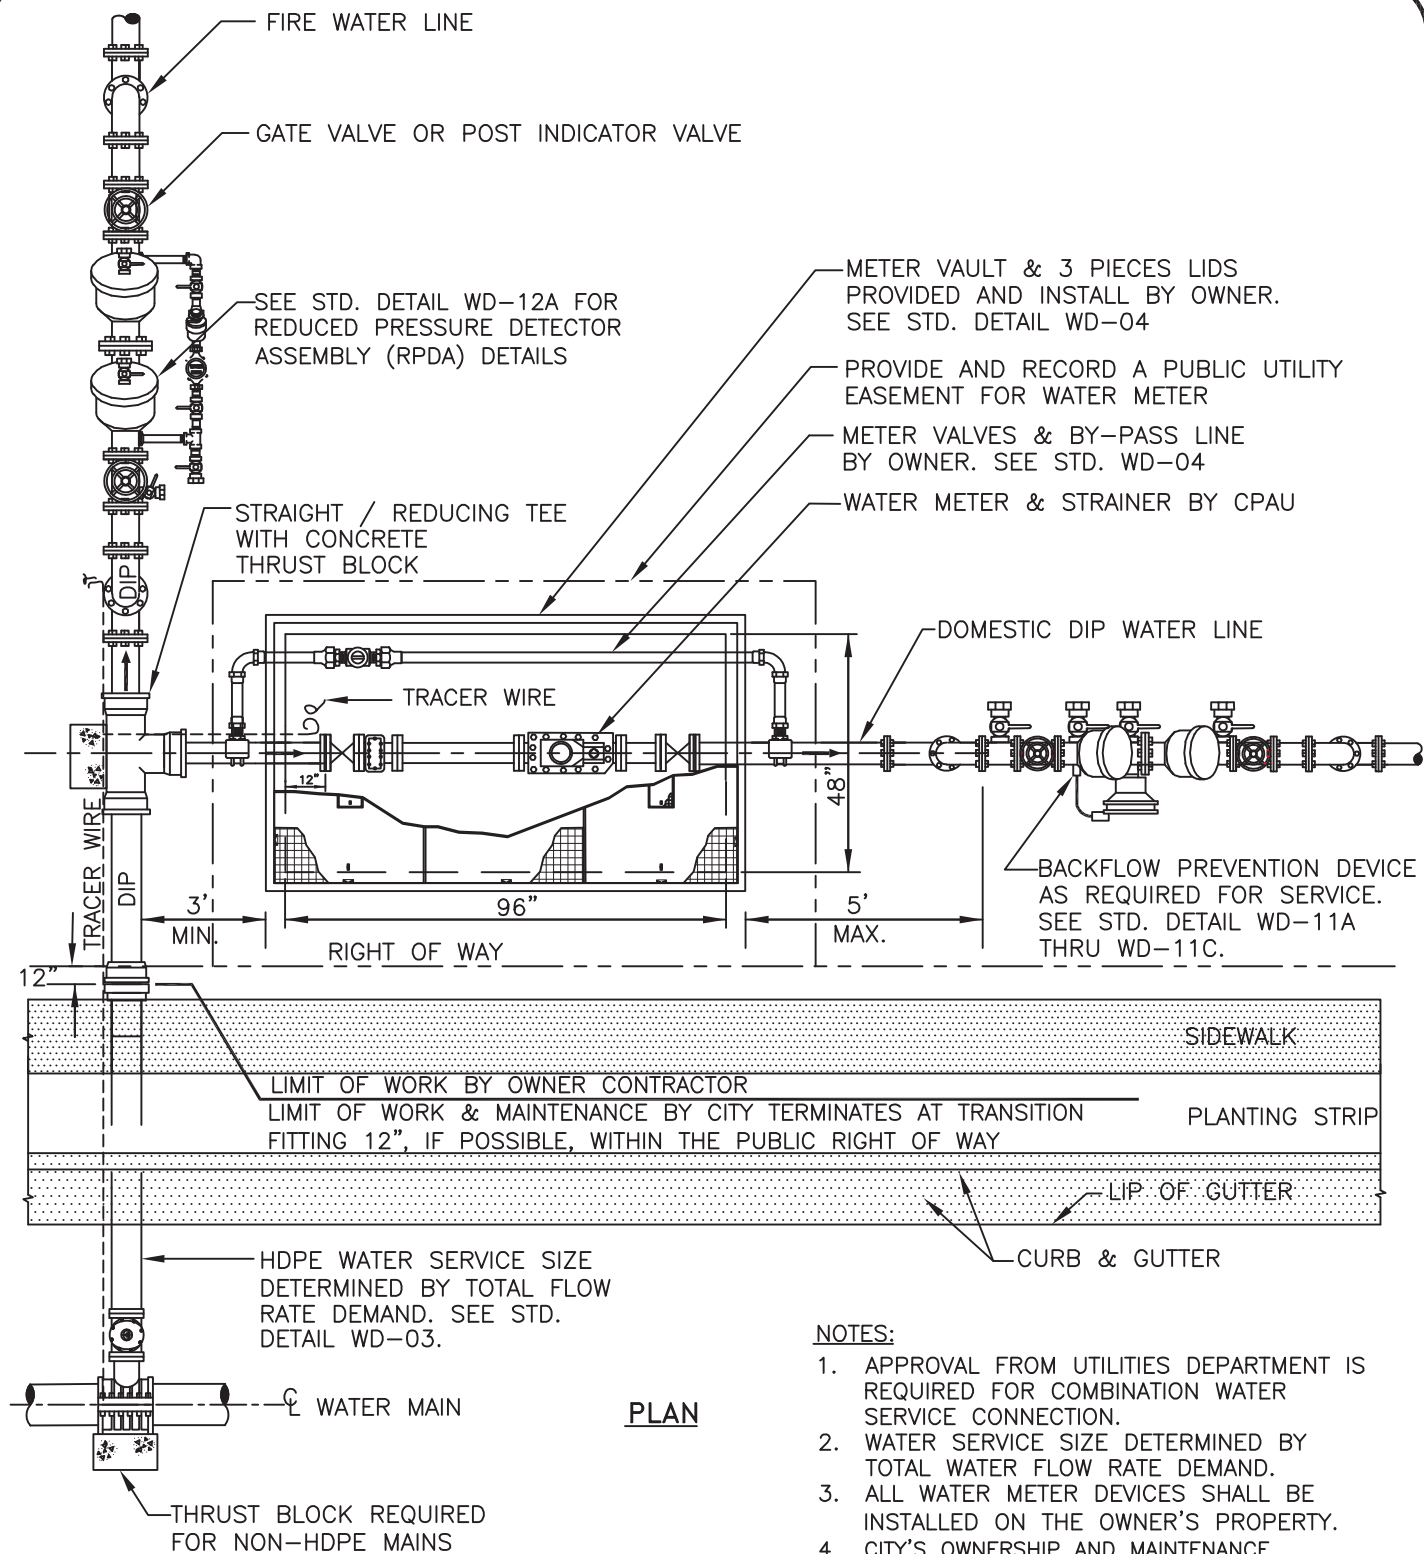 FIRE WATER LINE
GATE VALVE OR POST INDICATOR VALVE
SEE STD. DETAIL WD-12A FOR
REDUCED PRESSURE DETECTOR
ASSEMBLY (RPDA) DETAILS
METER VAULT & 3 PIECES LIDS
PROVIDED AND INSTALL BY OWNER.
SEE STD. DETAIL WD-04
PROVIDE AND RECORD A PUBLIC UTILITY
EASEMENT FOR WATER METER
METER VALVES & BY-PASS LINE
BY OWNER. SEE STD. WD-04
WATER METER & STRAINER BY CPAU
STRAIGHT / REDUCING TEE
WITH CONCRETE
THRUST BLOCK
DIP
DOMESTIC DIP WATER LINE
TRACER WIRE
12"
48"
TRACER WIRE
DIP
BACKFLOW PREVENTION DEVICE
AS REQUIRED FOR SERVICE.
SEE STD. DETAIL WD-11A
THRU WD-11C.
3'
MIN.
96"
5'
MAX.
RIGHT OF WAY
12"
SIDEWALK
LIMIT OF WORK BY OWNER CONTRACTOR
LIMIT OF WORK & MAINTENANCE BY CITY TERMINATES AT TRANSITION
FITTING 12", IF POSSIBLE, WITHIN THE PUBLIC RIGHT OF WAY
PLANTING STRIP
LIP OF GUTTER
CURB & GUTTER
HDPE WATER SERVICE SIZE
DETERMINED BY TOTAL FLOW
RATE DEMAND. SEE STD.
DETAIL WD-03.
℄ WATER MAIN
PLAN
THRUST BLOCK REQUIRED
FOR NON-HDPE MAINS
NOTES:
1. APPROVAL FROM UTILITIES DEPARTMENT IS
REQUIRED FOR COMBINATION WATER
SERVICE CONNECTION.
2. WATER SERVICE SIZE DETERMINED BY
TOTAL WATER FLOW RATE DEMAND.
3. ALL WATER METER DEVICES SHALL BE
INSTALLED ON THE OWNER'S PROPERTY.
4. CITY'S OWNERSHIP AND MAINTENANCE